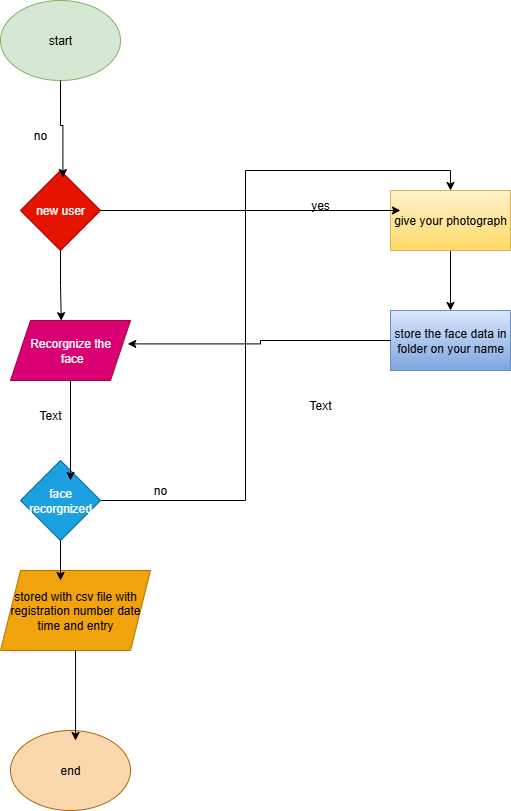 start
no
new user
yes
give your photograph
Recorgnize the
face
store the face data in
folder on your name
Text
Text
face
recorgnized
no
stored with csv file with
registration number date
time and entry
end